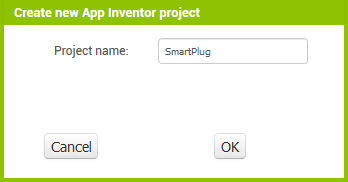 Create new App Inventor project
Project name: SmartPlug
Cancel OK